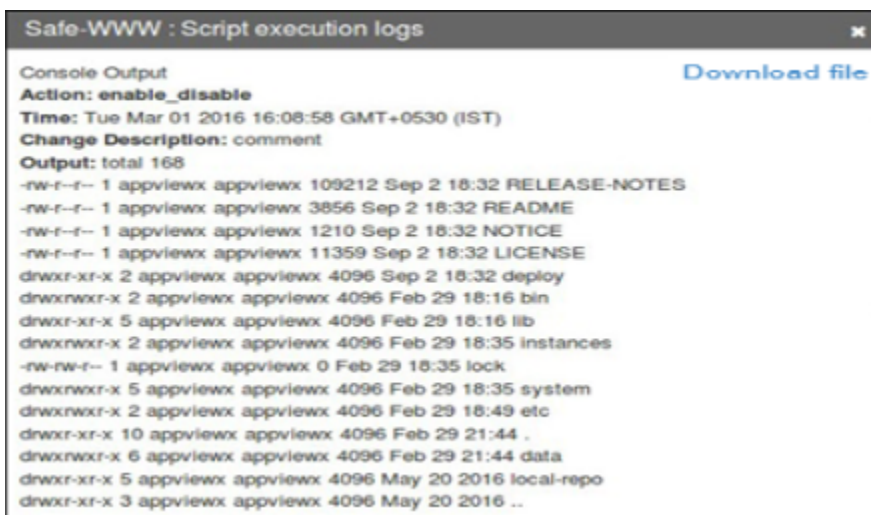 Safe-WWW : Script execution logs
Console Output
Download file
Action: enable_disable
Time: Tue Mar 01 2016 16:08:58 GMT+0530 (IST)
Change Description: comment
Output: total 168
-rw-r--r-- 1 appviewx appviewx 109212 Sep 2 18:32 RELEASE-NOTES
-rw-r--r-- 1 appviewx appviewx 3856 Sep 2 18:32 README
-rw-r--r-- 1 appviewx appviewx 1210 Sep 2 18:32 NOTICE
-rw-r--r-- 1 appviewx appviewx 11359 Sep 2 18:32 LICENSE
drwxr-xr-x 2 appviewx appviewx 4096 Sep 2 18:32 deploy
drwxrwxr-x 2 appviewx appviewx 4096 Feb 29 18:16 bin
drwxr-xr-x 5 appviewx appviewx 4096 Feb 29 18:16 lib
drwxrwxr-x 2 appviewx appviewx 4096 Feb 29 18:35 instances
-rw-rw-r-- 1 appviewx appviewx 0 Feb 29 18:35 lock
drwxrwxr-x 5 appviewx appviewx 4096 Feb 29 18:35 system
drwxrwxr-x 2 appviewx appviewx 4096 Feb 29 18:49 etc
drwxr-xr-x 10 appviewx appviewx 4096 Feb 29 21:44 .
drwxrwxr-x 6 appviewx appviewx 4096 Feb 29 21:44 data
drwxr-xr-x 5 appviewx appviewx 4096 May 20 2016 local-repo
drwxr-xr-x 3 appviewx appviewx 4096 May 20 2016 ..